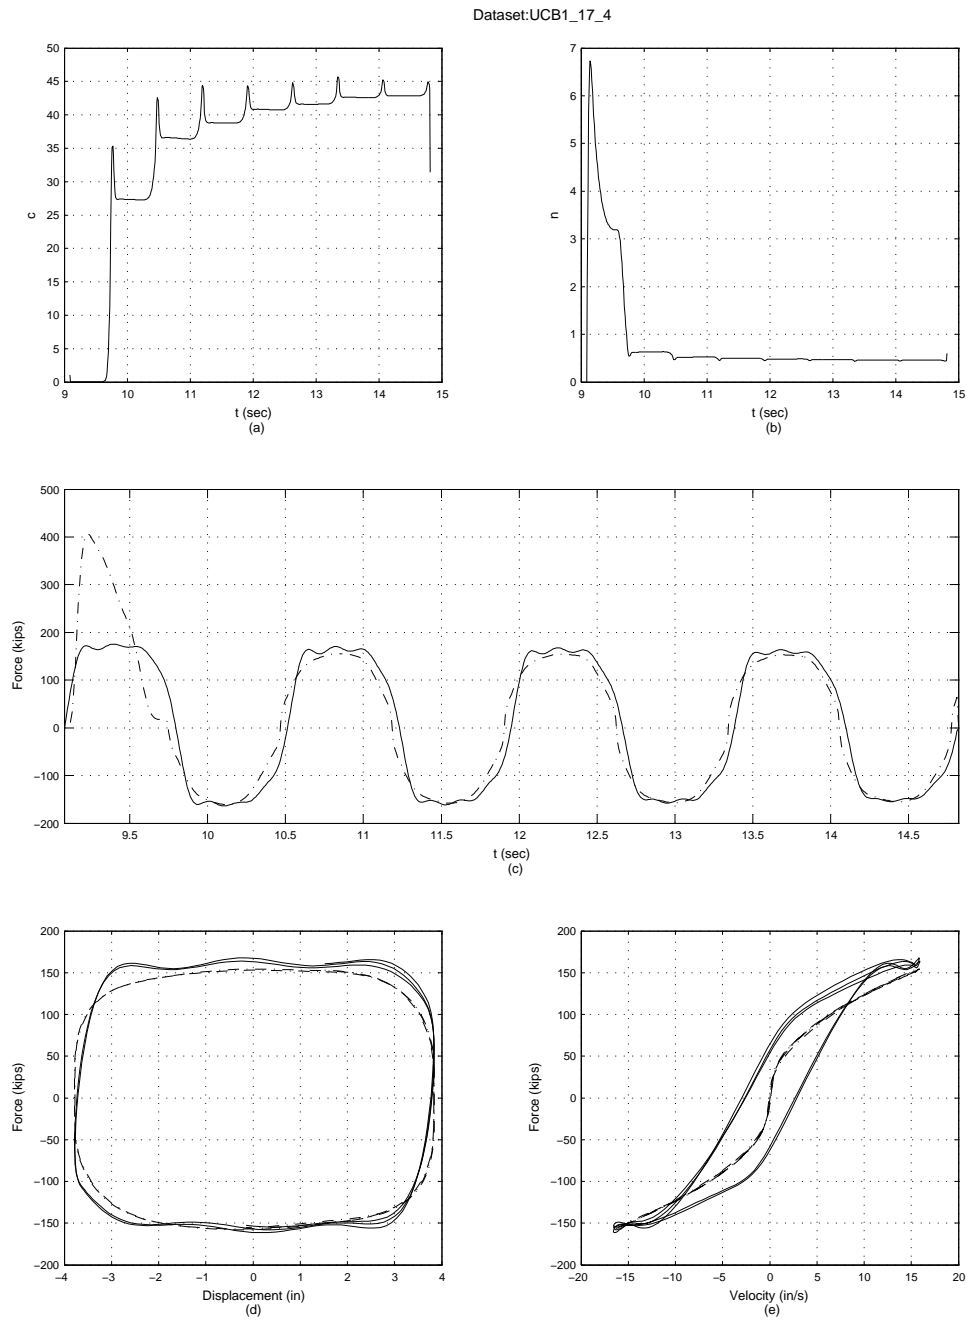 Dataset:UCB1_17_4
50
45
40
35
30
25
20
15
10
5
0
c
9 10 11 12 13 14 15
t (sec)
(a)
7
6
5
4
3
2
1
0
n
9 10 11 12 13 14 15
t (sec)
(b)
500
400
300
200
100
0
−100
−200
Force (kips)
9.5 10 10.5 11 11.5 12 12.5 13 13.5 14 14.5
t (sec)
(c)
200
150
100
50
0
−50
−100
−150
−200
Force (kips)
−4 −3 −2 −1 0 1 2 3 4
Displacement (in)
(d)
200
150
100
50
0
−50
−100
−150
−200
Force (kips)
−20 −15 −10 −5 0 5 10 15 20
Velocity (in/s)
(e)